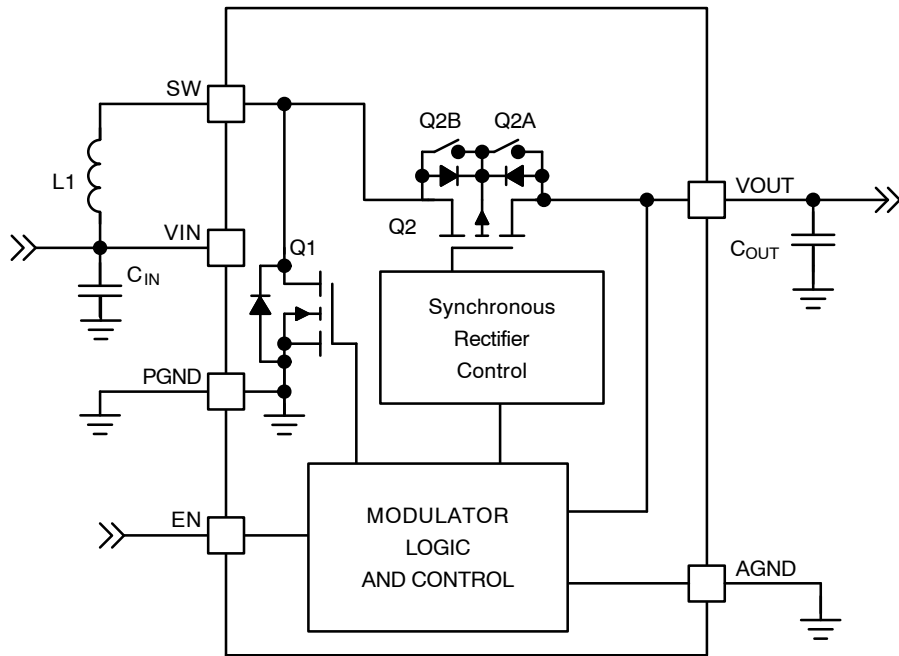 SW
Q2B
Q2A
L1
VOUT
Q2
VIN
Q1
C_OUT
C_IN
Synchronous
Rectifier
Control
PGND
MODULATOR
LOGIC
AND CONTROL
EN
AGND